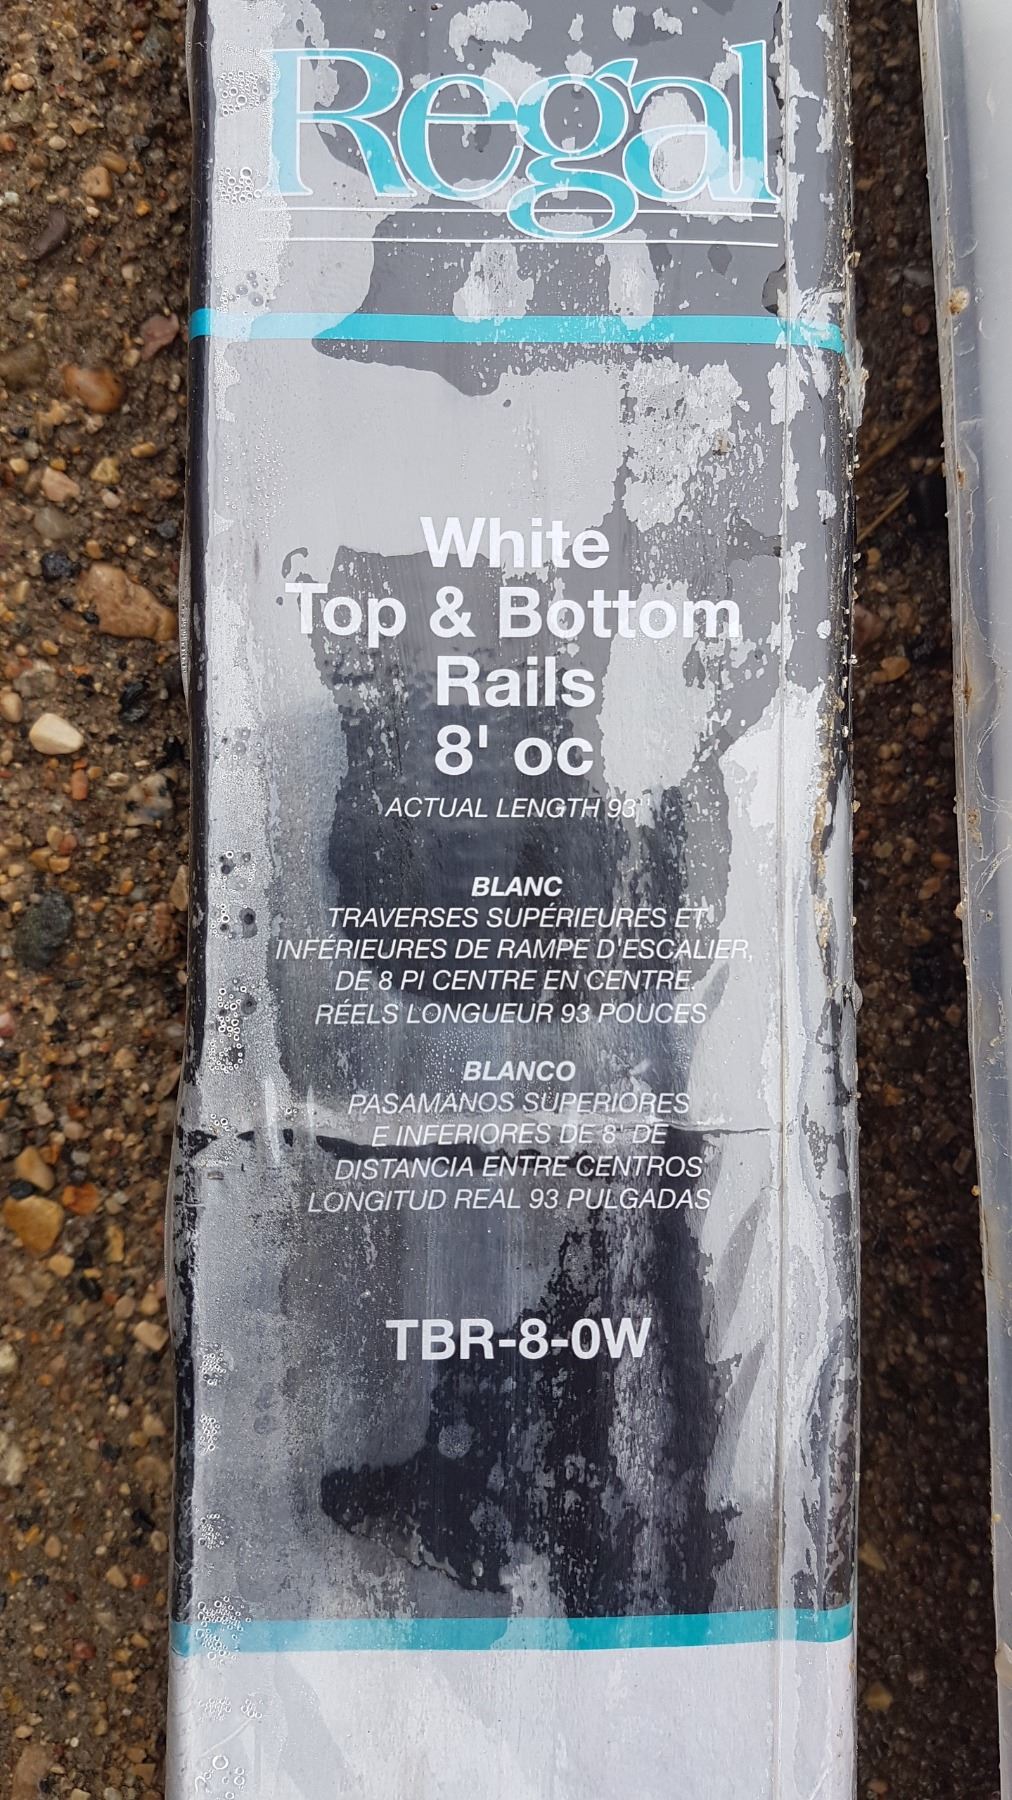 Regal
White
Top & Bottom
Rails
8' oc
ACTUAL LENGTH 93"
BLANC
TRAVERSES SUPÉRIEURES ET
INFÉRIEURES DE RAMPE D'ESCALIER,
DE 8 PI CENTRE EN CENTRE.
RÉELS LONGUEUR 93 POUCES
BLANCO
PASAMANOS SUPERIORES
E INFERIORES DE 8' DE
DISTANCIA ENTRE CENTROS
LONGITUD REAL 93 PULGADAS
TBR-8-0W